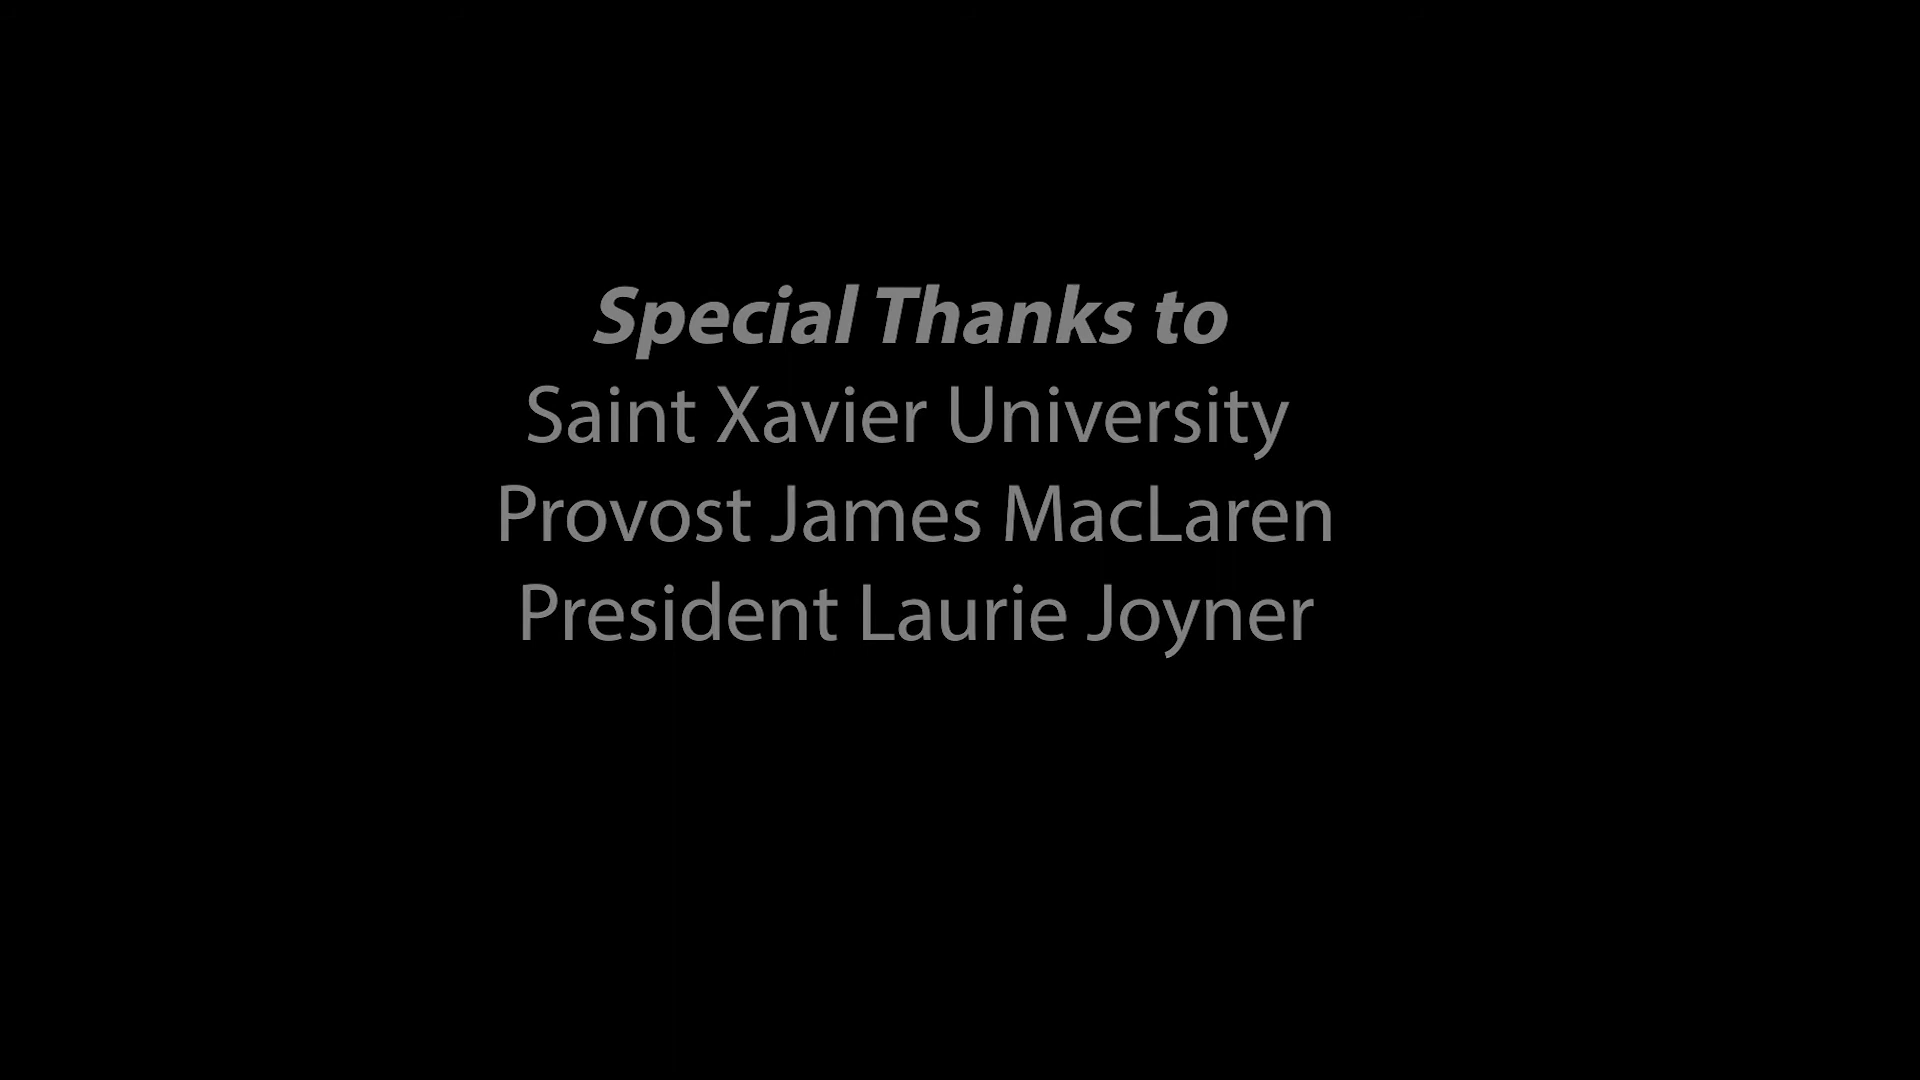 Special Thanks to
Saint Xavier University
Provost James MacLaren
President Laurie Joyner